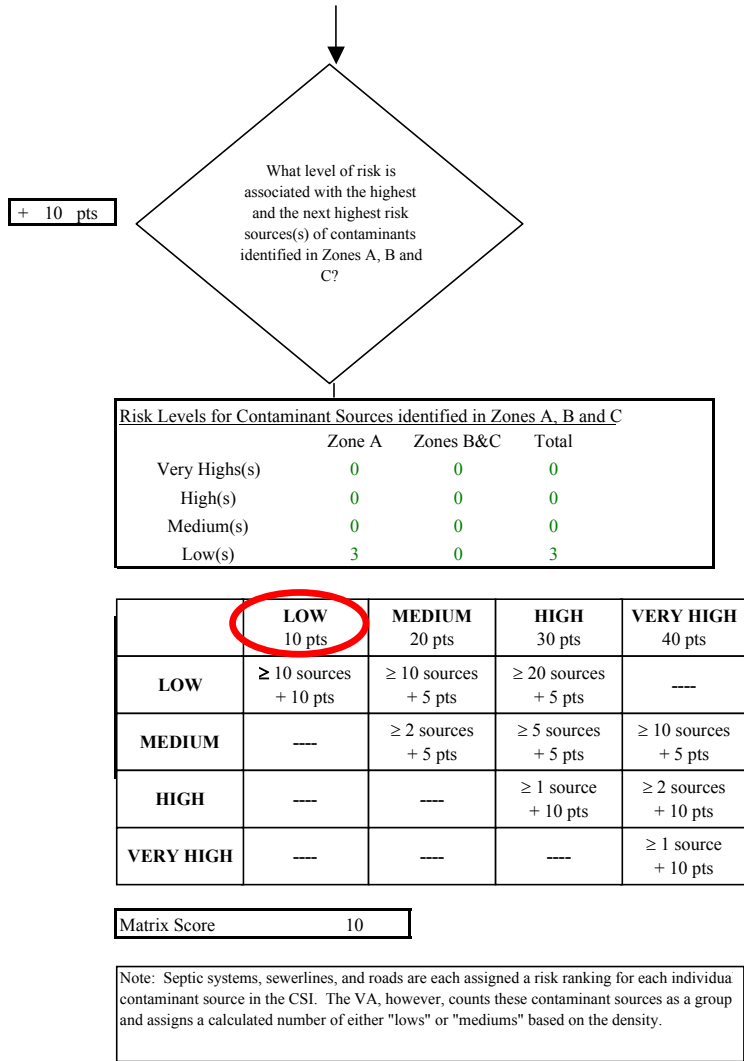 What level of risk is
associated with the highest
and the next highest risk
sources(s) of contaminants
identified in Zones A, B and
C?
+ 10 pts
Risk Levels for Contaminant Sources identified in Zones A, B and C
Zone A Zones B&C Total
Very Highs(s) 0 0 0
High(s) 0 0 0
Medium(s) 0 0 0
Low(s) 3 0 3
LOW MEDIUM HIGH VERY HIGH
10 pts 20 pts 30 pts 40 pts
LOW ≥ 10 sources ≥ 10 sources ≥ 20 sources ----
+ 10 pts + 5 pts + 5 pts
MEDIUM ---- ≥ 2 sources ≥ 5 sources ≥ 10 sources
+ 5 pts + 5 pts + 5 pts
HIGH ---- ---- ≥ 1 source ≥ 2 sources
+ 10 pts + 10 pts
VERY HIGH ---- ---- ---- ≥ 1 source
+ 10 pts
Matrix Score 10
Note: Septic systems, sewerlines, and roads are each assigned a risk ranking for each individua
contaminant source in the CSI. The VA, however, counts these contaminant sources as a group
and assigns a calculated number of either "lows" or "mediums" based on the density.